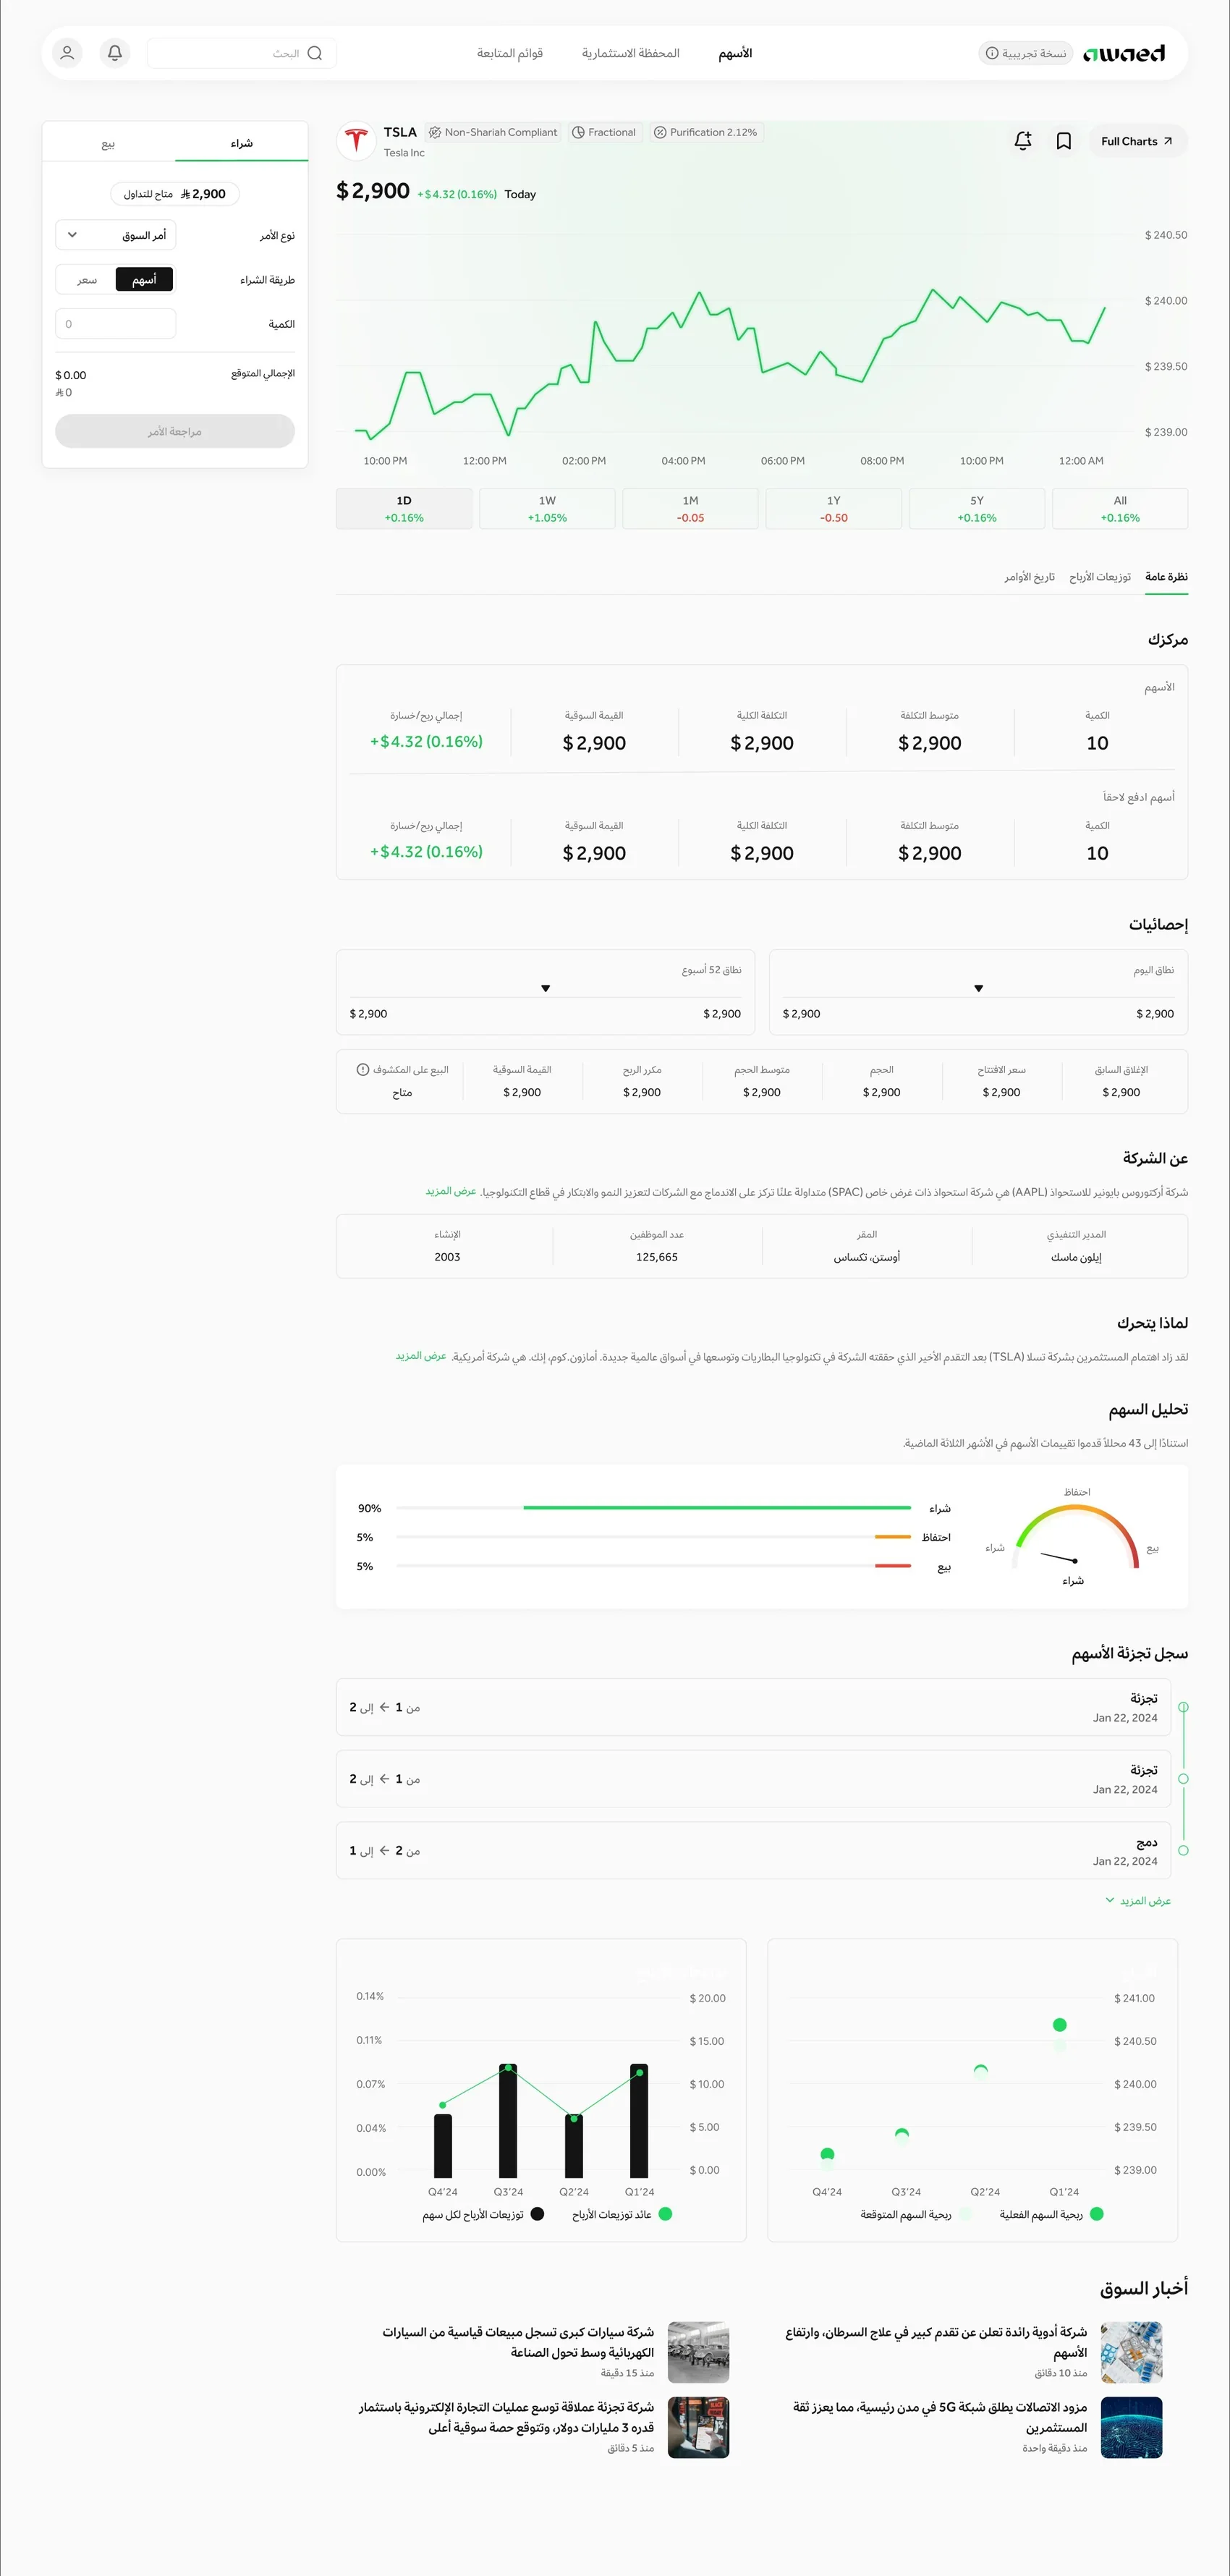 awaed
نسخة تجريبية
الأسهم
المحفظة الاستثمارية
قوائم المتابعة
البحث
TSLA
Non-Shariah Compliant
Fractional
Purification 2.12%
Tesla Inc
Full Charts
$ 2,900 +$ 4.32 (0.16%) Today
$ 240.50
$ 240.00
$ 239.50
$ 239.00
10:00 PM 12:00 PM 02:00 PM 04:00 PM 06:00 PM 08:00 PM 10:00 PM 12:00 AM
1D 1W 1M 1Y 5Y All
+0.16% +1.05% -0.05 -0.50 +0.16% +0.16%
شراء
بيع
2,900 متاح للتداول
نوع الأمر
أمر السوق
طريقة الشراء
أسهم
سعر
الكمية
0
الإجمالي المتوقع
$ 0.00
0
مراجعة الأمر
نظرة عامة
توزيعات الأرباح
تاريخ الأوامر
مركزك
الأسهم
الكمية متوسط التكلفة التكلفة الكلية القيمة السوقية إجمالي ربح/خسارة
10 $ 2,900 $ 2,900 $ 2,900 +$4.32 (0.16%)
أسهم ادفع لاحقاً
الكمية متوسط التكلفة التكلفة الكلية القيمة السوقية إجمالي ربح/خسارة
10 $ 2,900 $ 2,900 $ 2,900 +$4.32 (0.16%)
إحصائيات
نطاق اليوم
$ 2,900 $ 2,900
نطاق 52 أسبوع
$ 2,900 $ 2,900
الإغلاق السابق سعر الافتتاح الحجم متوسط الحجم مكرر الربح القيمة السوقية البيع على المكشوف
$ 2,900 $ 2,900 $ 2,900 $ 2,900 $ 2,900 $ 2,900 متاح
عن الشركة
شركة أركتوروس بايونير للاستحواذ (AAPL) هي شركة استحواذ ذات غرض خاص (SPAC) متداولة علنًا تركز على الاندماج مع الشركات لتعزيز النمو والابتكار في قطاع التكنولوجيا. عرض المزيد
المدير التنفيذي المقر عدد الموظفين الإنشاء
إيلون ماسك أوستن، تكساس 125,665 2003
لماذا يتحرك
لقد زاد اهتمام المستثمرين بشركة تسلا (TSLA) بعد التقدم الأخير الذي حققته الشركة في تكنولوجيا البطاريات وتوسعها في أسواق عالمية جديدة. أمازون.كوم، إنك. هي شركة أمريكية. عرض المزيد
تحليل السهم
استنادًا إلى 43 محللاً قدموا تقييمات الأسهم في الأشهر الثلاثة الماضية.
احتفاظ
بيع
شراء
شراء
شراء 90%
احتفاظ 5%
بيع 5%
سجل تجزئة الأسهم
تجزئة
Jan 22, 2024
من 1 ← إلى 2
تجزئة
Jan 22, 2024
من 1 ← إلى 2
دمج
Jan 22, 2024
من 2 ← إلى 1
عرض المزيد
$ 241.00
$ 240.50
$ 240.00
$ 239.50
$ 239.00
Q4'24 Q3'24 Q2'24 Q1'24
ربحية السهم الفعلية
ربحية السهم المتوقعة
0.14% $ 20.00
0.11% $ 15.00
0.07% $ 10.00
0.04% $ 5.00
0.00% $ 0.00
Q4'24 Q3'24 Q2'24 Q1'24
عائد توزيعات الأرباح
توزيعات الأرباح لكل سهم
أخبار السوق
شركة أدوية رائدة تعلن عن تقدم كبير في علاج السرطان، وارتفاع
الأسهم
منذ 10 دقائق
شركة سيارات كبرى تسجل مبيعات قياسية من السيارات
الكهربائية وسط تحول الصناعة
منذ 15 دقيقة
مزود الاتصالات يطلق شبكة 5G في مدن رئيسية، مما يعزز ثقة
المستثمرين
منذ دقيقة واحدة
شركة تجزئة عملاقة توسع عمليات التجارة الإلكترونية باستثمار
قدره 3 مليارات دولار، وتتوقع حصة سوقية أعلى
منذ 5 دقائق